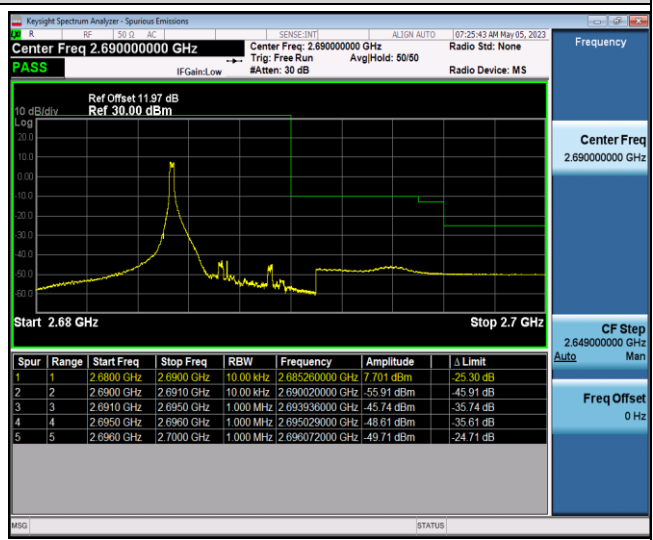 Keysight Spectrum Analyzer - Spurious Emissions
R RF 50 Ω AC SENSE:INT ALIGN AUTO 07:25:43 AM May 05, 2023
Center Freq 2.690000000 GHz Center Freq: 2.690000000 GHz Radio Std: None
PASS Trig: Free Run Avg|Hold: 50/50
IFGain:Low #Atten: 30 dB Radio Device: MS
Frequency
Ref Offset 11.97 dB
10 dB/div Ref 30.00 dBm
Log
20.0
10.0
0.00
-10.0
-20.0
-30.0
-40.0
-50.0
-60.0
Start 2.68 GHz Stop 2.7 GHz
Center Freq
2.690000000 GHz
CF Step
2.649000000 GHz
Auto Man
Freq Offset
0 Hz
Spur Range Start Freq Stop Freq RBW Frequency Amplitude Δ Limit
1 1 2.6800 GHz 2.6900 GHz 10.00 kHz 2.685260000 GHz 7.701 dBm -25.30 dB
2 2 2.6900 GHz 2.6910 GHz 10.00 kHz 2.690020000 GHz -55.91 dBm -45.91 dB
3 3 2.6910 GHz 2.6950 GHz 1.000 MHz 2.693936000 GHz -45.74 dBm -35.74 dB
4 4 2.6950 GHz 2.6960 GHz 1.000 MHz 2.695029000 GHz -48.61 dBm -35.61 dB
5 5 2.6960 GHz 2.7000 GHz 1.000 MHz 2.696072000 GHz -49.71 dBm -24.71 dB
MSG STATUS